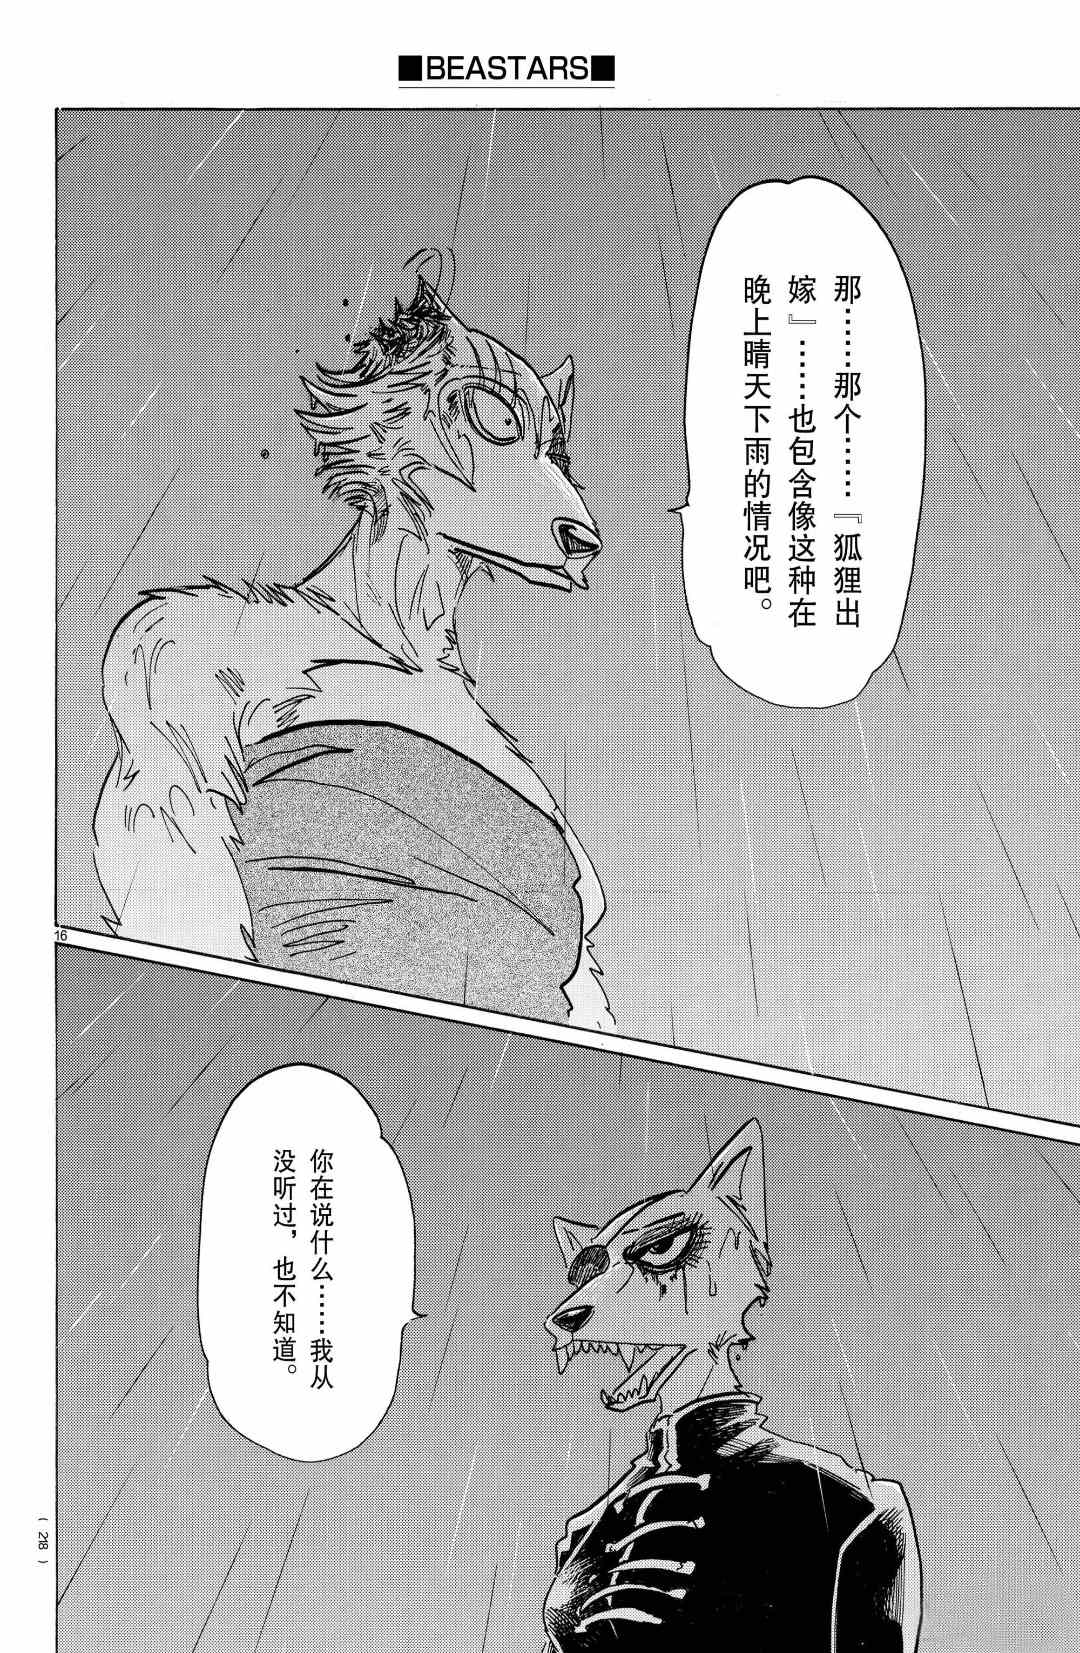 ■BEASTARS■
那……那个……『狐狸出
嫁』……也包含像这种在
晚上晴天下雨的情况吧。
16
你在说什么……我从
没听过，也不知道。
( 218 )